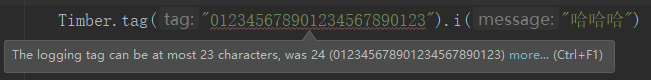 Timber.tag( tag: "012345678901234567890123").i( message: "哈哈哈")
The logging tag can be at most 23 characters, was 24 (012345678901234567890123) more... (Ctrl+F1)